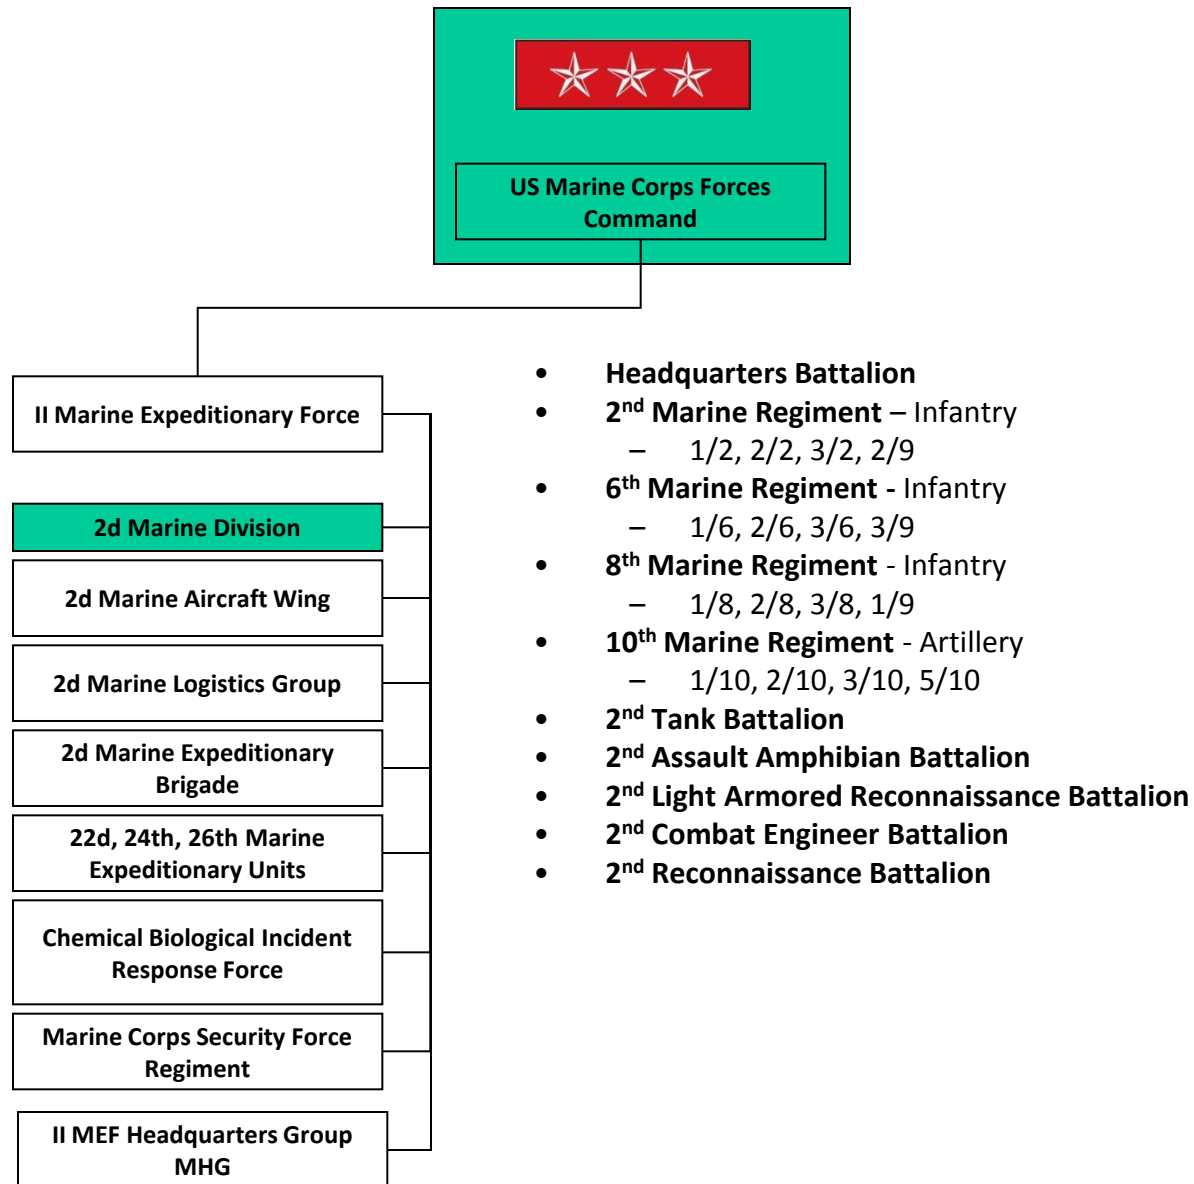 US Marine Corps Forces
Command
II Marine Expeditionary Force
2d Marine Division
2d Marine Aircraft Wing
2d Marine Logistics Group
2d Marine Expeditionary
Brigade
22d, 24th, 26th Marine
Expeditionary Units
Chemical Biological Incident
Response Force
Marine Corps Security Force
Regiment
II MEF Headquarters Group
MHG
• Headquarters Battalion
• 2nd Marine Regiment – Infantry
– 1/2, 2/2, 3/2, 2/9
• 6th Marine Regiment - Infantry
– 1/6, 2/6, 3/6, 3/9
• 8th Marine Regiment - Infantry
– 1/8, 2/8, 3/8, 1/9
• 10th Marine Regiment - Artillery
– 1/10, 2/10, 3/10, 5/10
• 2nd Tank Battalion
• 2nd Assault Amphibian Battalion
• 2nd Light Armored Reconnaissance Battalion
• 2nd Combat Engineer Battalion
• 2nd Reconnaissance Battalion